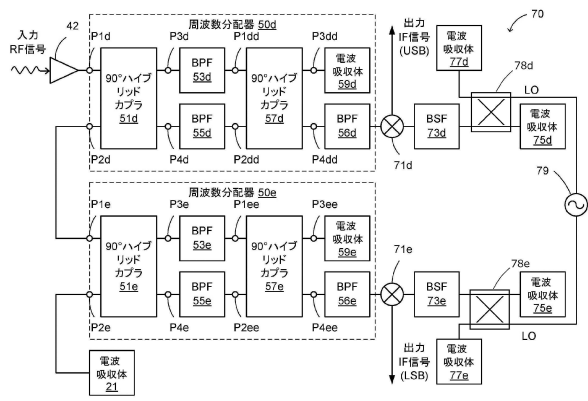 70
入力
RF信号
42
周波数分配器 50d
P1d
P3d
P1dd
P3dd
90°ハイブ
リッド
カプラ
51d
BPF
53d
BPF
55d
90°ハイブ
リッド
カプラ
57d
電波
吸収体
59d
BPF
56d
P2d
P4d
P2dd
P4dd
出力
IF信号
(USB)
電波
吸収体
77d
78d
LO
71d
BSF
73d
電波
吸収体
75d
79
周波数分配器 50e
P1e
P3e
P1ee
P3ee
90°ハイブ
リッド
カプラ
51e
BPF
53e
BPF
55e
90°ハイブ
リッド
カプラ
57e
電波
吸収体
59e
BPF
56e
P2e
P4e
P2ee
P4ee
71e
BSF
73e
78e
電波
吸収体
75e
LO
出力
IF信号
(LSB)
電波
吸収体
77e
電波
吸収体
21